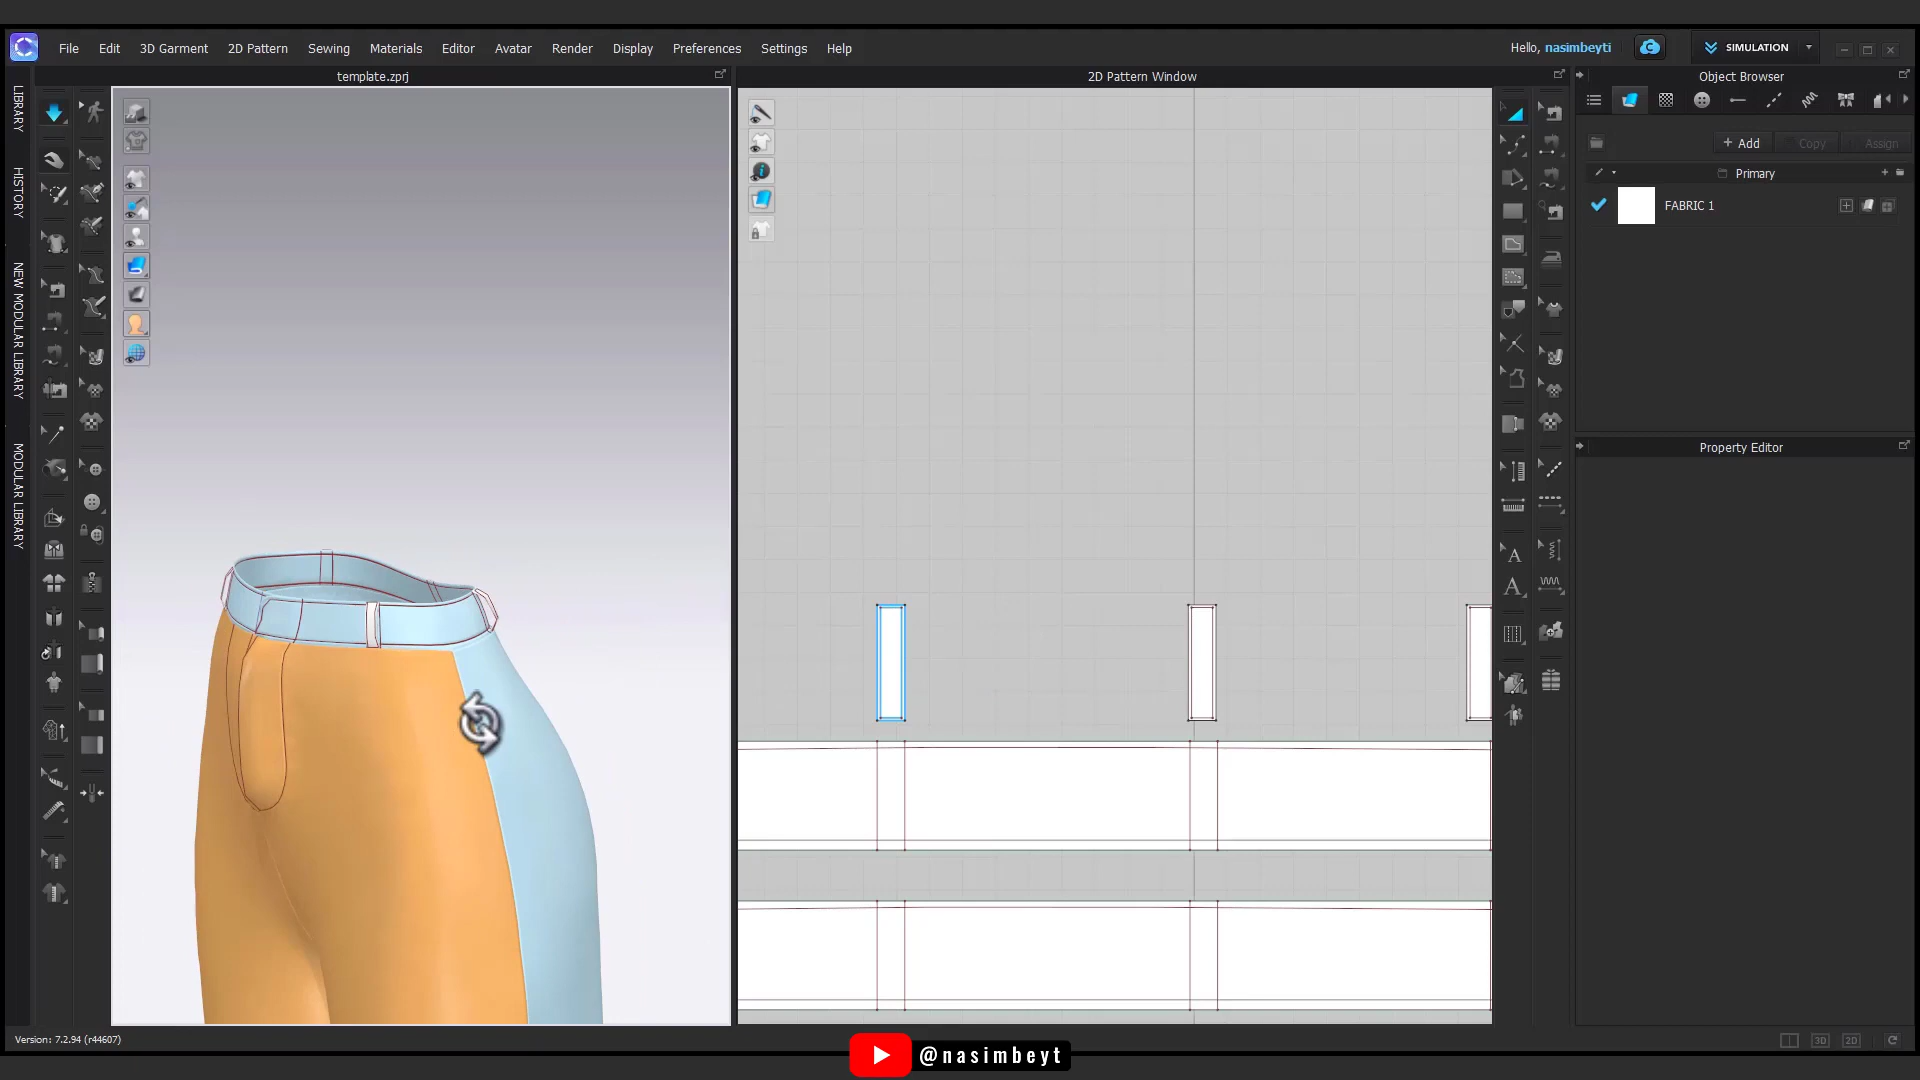 File Edit 3D Garment 2D Pattern Sewing Materials Editor Avatar Render Display Preferences Settings Help
Hello, nasimbeyti
SIMULATION
template.zprj
2D Pattern Window
Object Browser
LIBRARY
HISTORY
NEW MODULAR LIBRARY
MODULAR LIBRARY
+ Add Copy Assign
Primary
FABRIC 1
Property Editor
A
A
Version: 7.2.94 (r44607)
3D 2D
@nasimbeyt